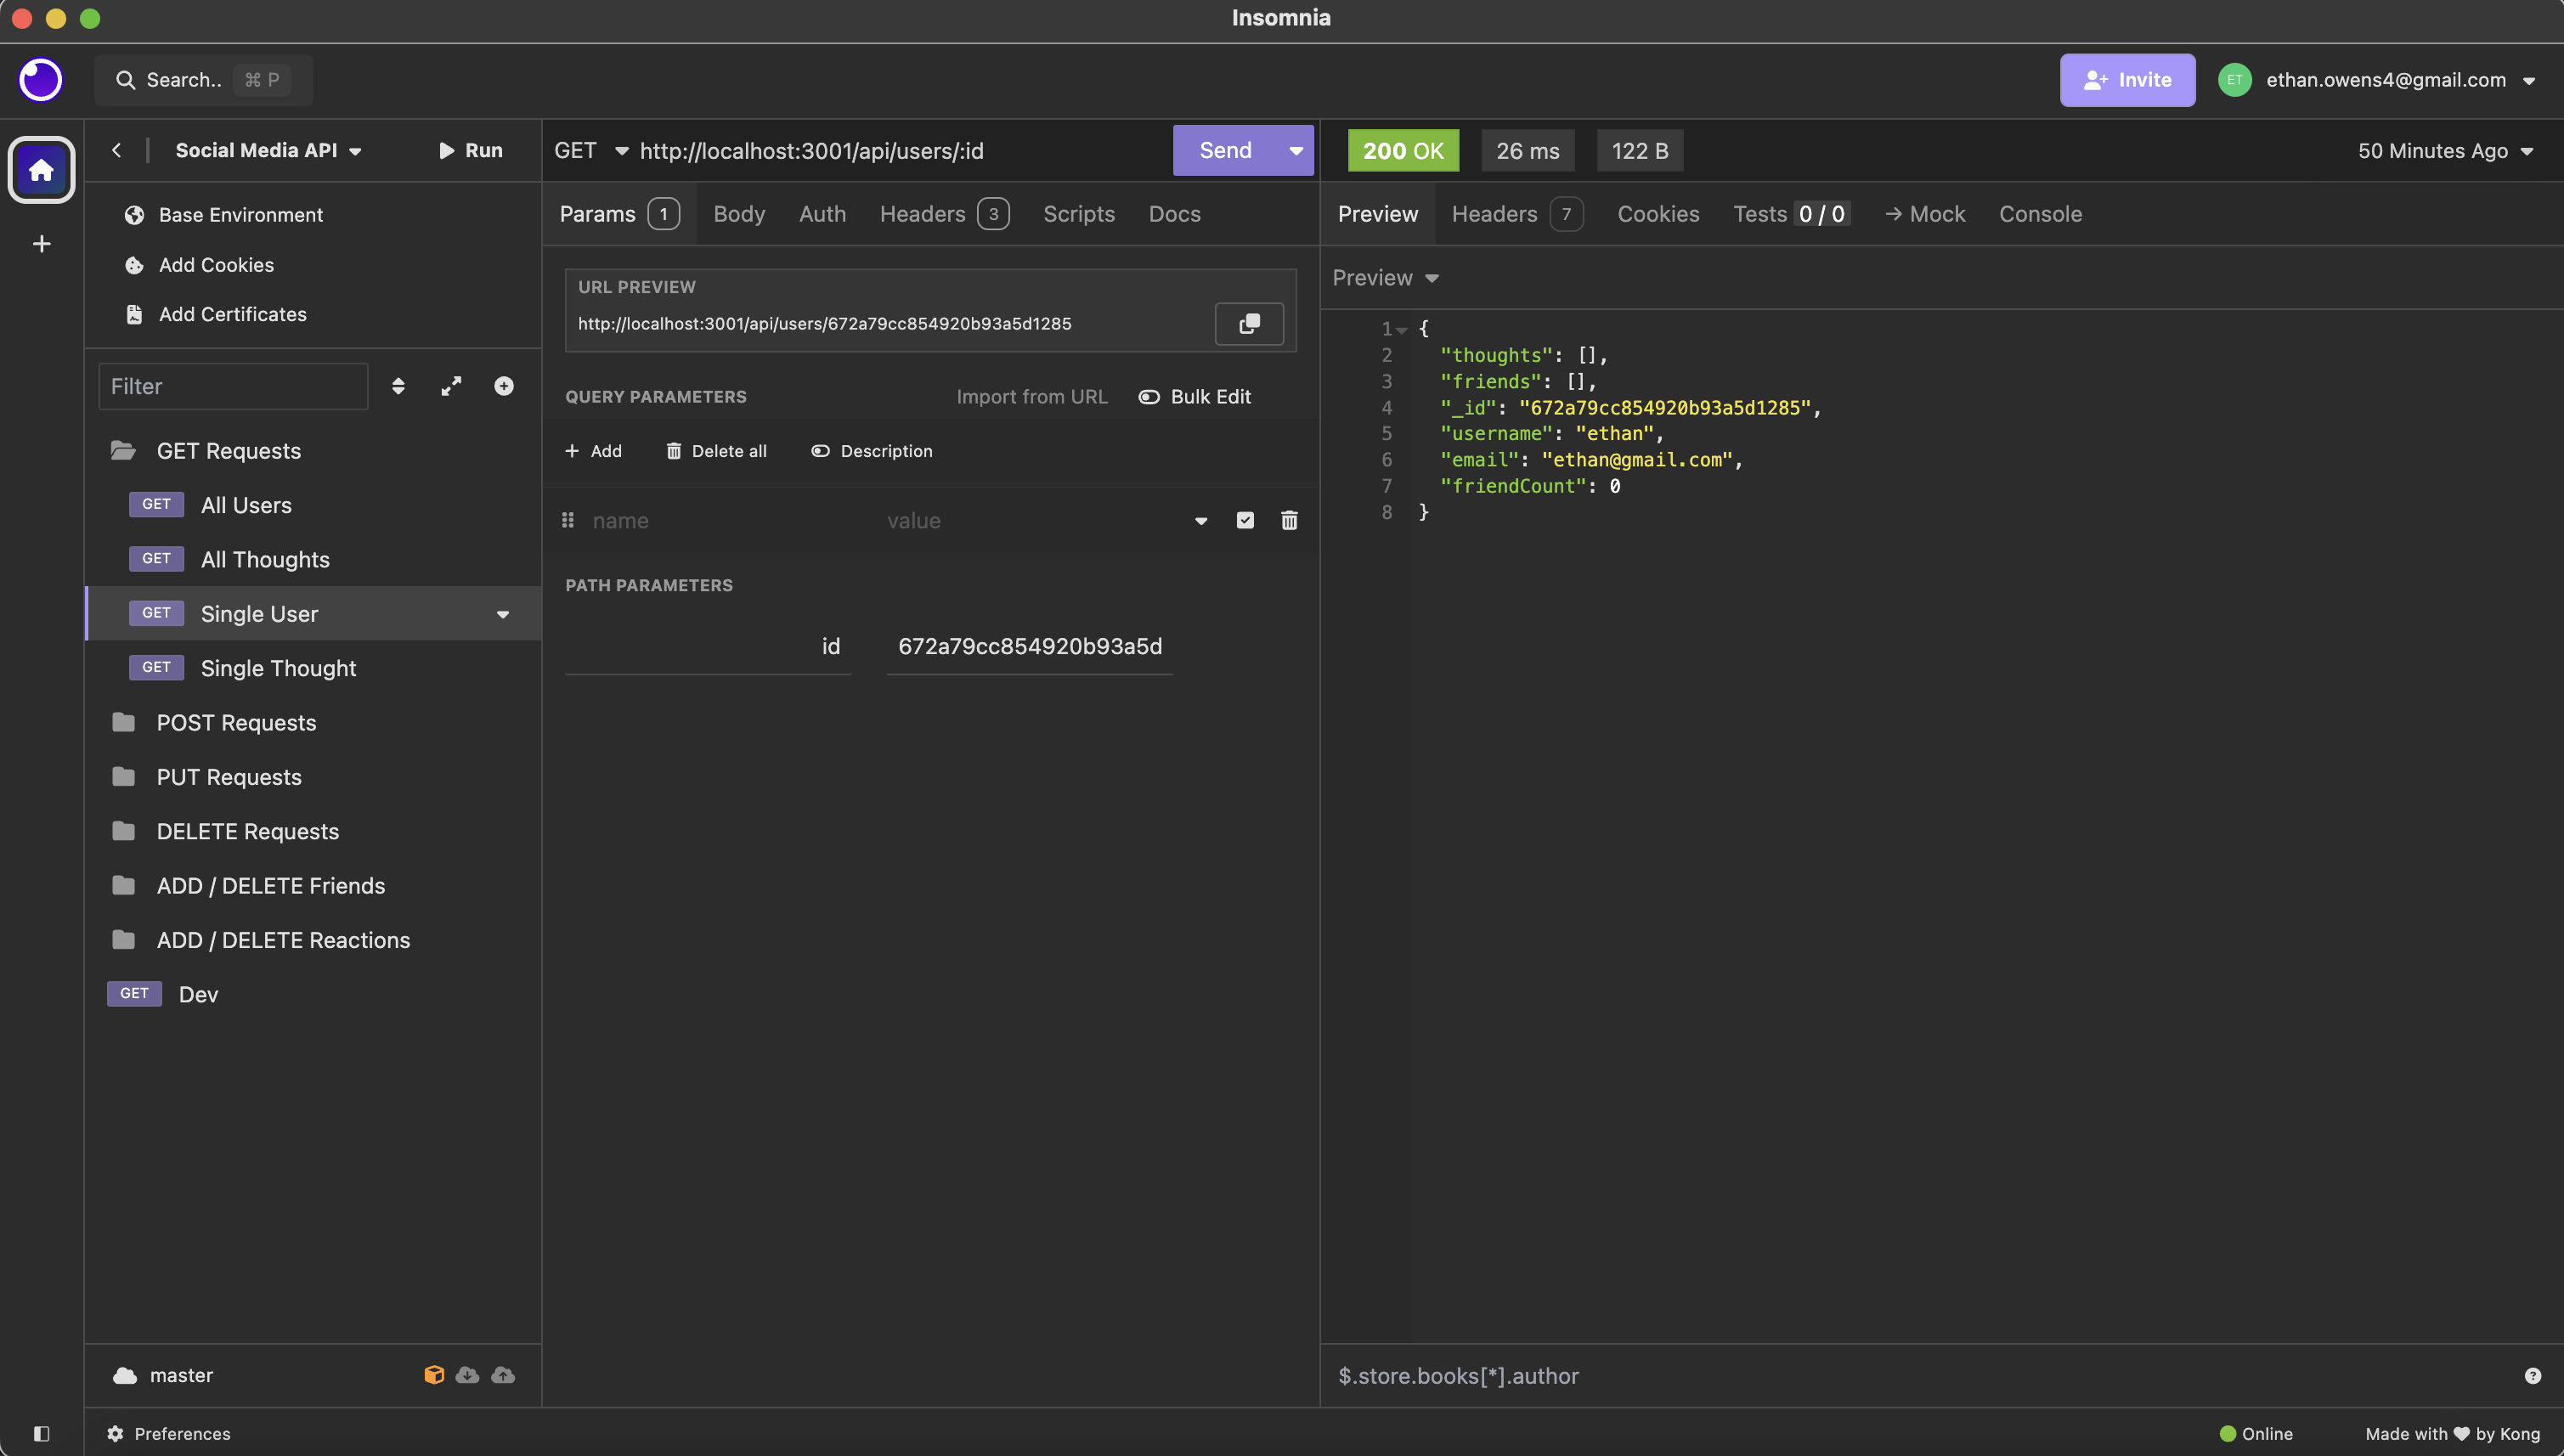 Insomnia
Search.. ⌘ P
Invite
ET ethan.owens4@gmail.com
Social Media API
Run
GET http://localhost:3001/api/users/:id
Send
200 OK 26 ms 122 B
50 Minutes Ago
Base Environment
Add Cookies
Add Certificates
Filter
GET Requests
GET All Users
GET All Thoughts
GET Single User
GET Single Thought
POST Requests
PUT Requests
DELETE Requests
ADD / DELETE Friends
ADD / DELETE Reactions
GET Dev
master
Params 1 Body Auth Headers 3 Scripts Docs
URL PREVIEW
http://localhost:3001/api/users/672a79cc854920b93a5d1285
QUERY PARAMETERS Import from URL Bulk Edit
+ Add Delete all Description
name value
PATH PARAMETERS
id 672a79cc854920b93a5d
Preview Headers 7 Cookies Tests 0 / 0 → Mock Console
Preview
1 {
2 "thoughts": [],
3 "friends": [],
4 "_id": "672a79cc854920b93a5d1285",
5 "username": "ethan",
6 "email": "ethan@gmail.com",
7 "friendCount": 0
8 }
$.store.books[*].author
?
Preferences
Online
Made with ♥ by Kong